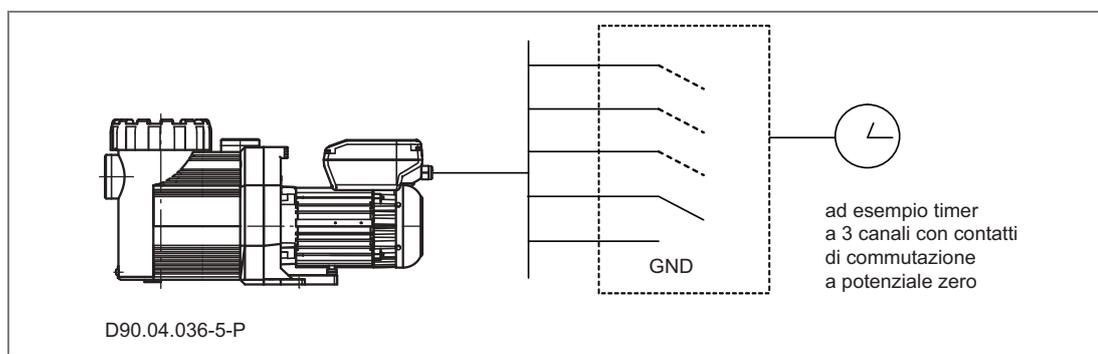 GND
ad esempio timer
a 3 canali con contatti
di commutazione
a potenziale zero
D90.04.036-5-P